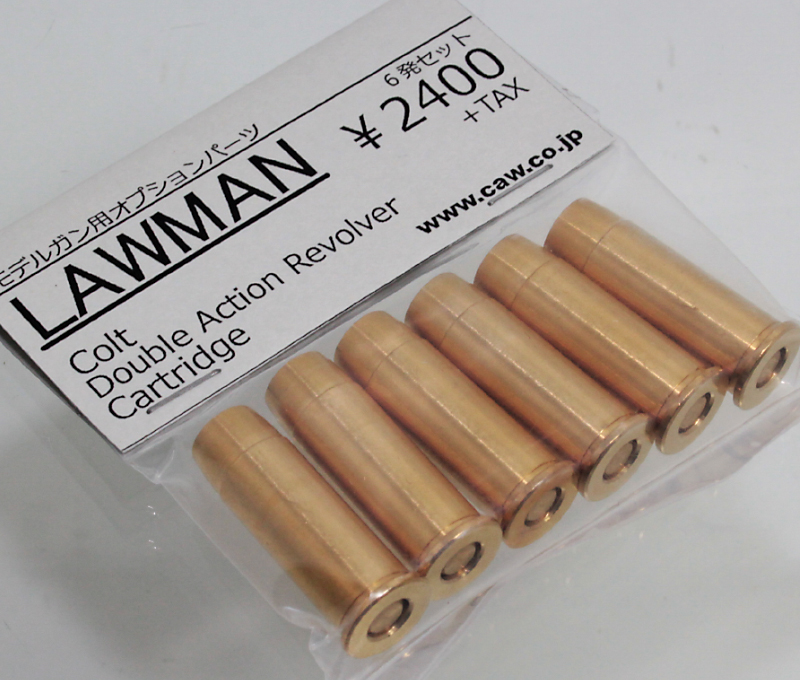 モデルガン用オプションパーツ
LAWMAN
6発セット
¥2400
+TAX
Colt
Double Action Revolver
Cartridge
www.caw.co.jp